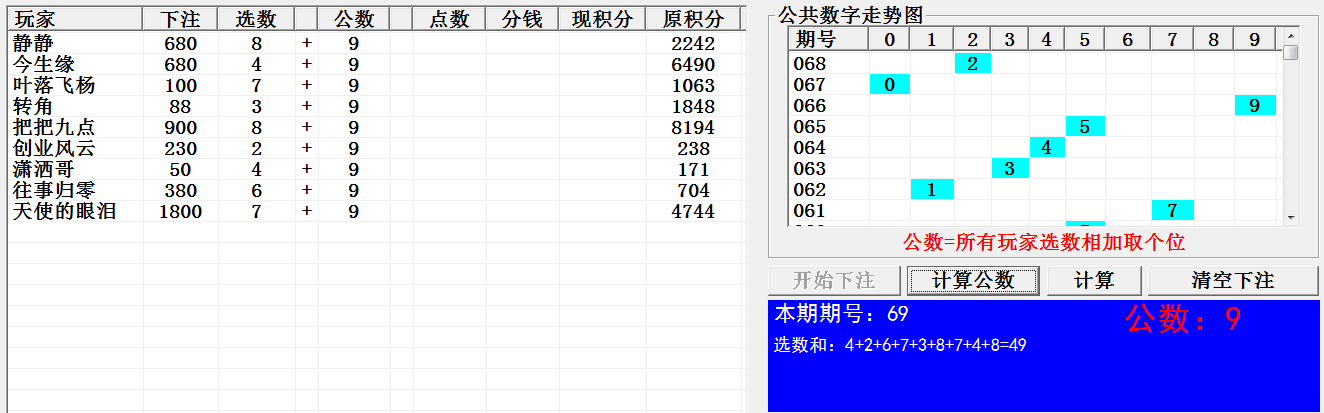 玩家 下注 选数 公数 点数 分钱 现积分 原积分
静静 680 8 + 9 2242
今生缘 680 4 + 9 6490
叶落飞杨 100 7 + 9 1063
转角 88 3 + 9 1848
把把九点 900 8 + 9 8194
创业风云 230 2 + 9 238
潇洒哥 50 4 + 9 171
往事归零 380 6 + 9 704
天使的眼泪 1800 7 + 9 4744
公共数字走势图
期号 0 1 2 3 4 5 6 7 8 9
068 2
067 0
066 9
065 5
064 4
063 3
062 1
061 7
公数=所有玩家选数相加取个位
开始下注 计算公数 计算 清空下注
本期期号：69 公数：9
选数和：4+2+6+7+3+8+7+4+8=49